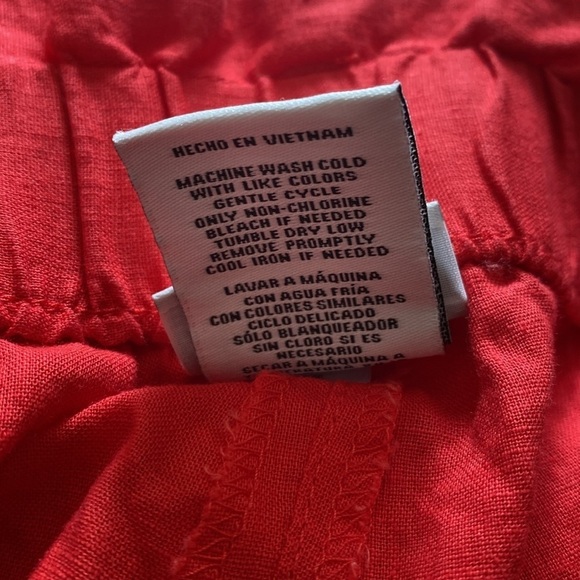 HECHO EN VIETNAM
MACHINE WASH COLD
WITH LIKE COLORS
GENTLE CYCLE
ONLY NON-CHLORINE
BLEACH IF NEEDED
TUMBLE DRY LOW
REMOVE PROMPTLY
COOL IRON IF NEEDED
LAVAR A MÁQUINA
CON AGUA FRÍA
CON COLORES SIMILARES
CICLO DELICADO
SÓLO BLANQUEADOR
SIN CLORO SI ES
NECESARIO
SECAR A MÁQUINA A